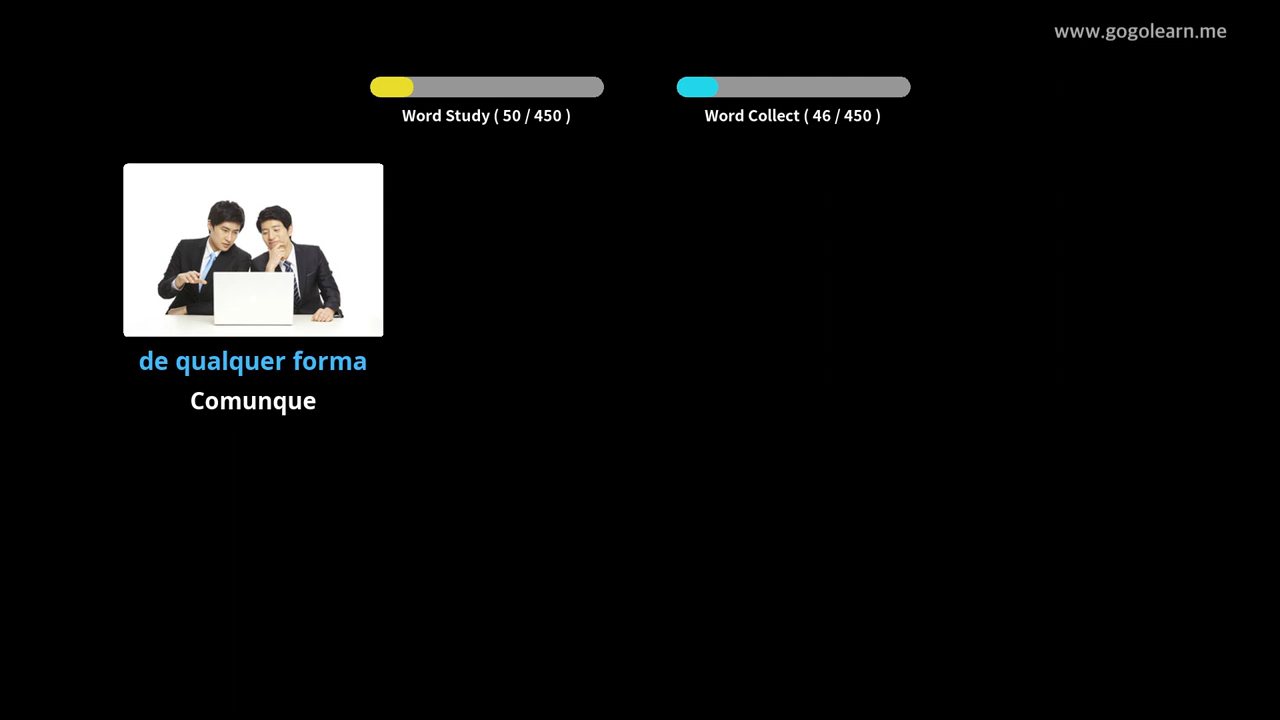 www.gogolearn.me
Word Study ( 50 / 450 )
Word Collect ( 46 / 450 )
de qualquer forma
Comunque